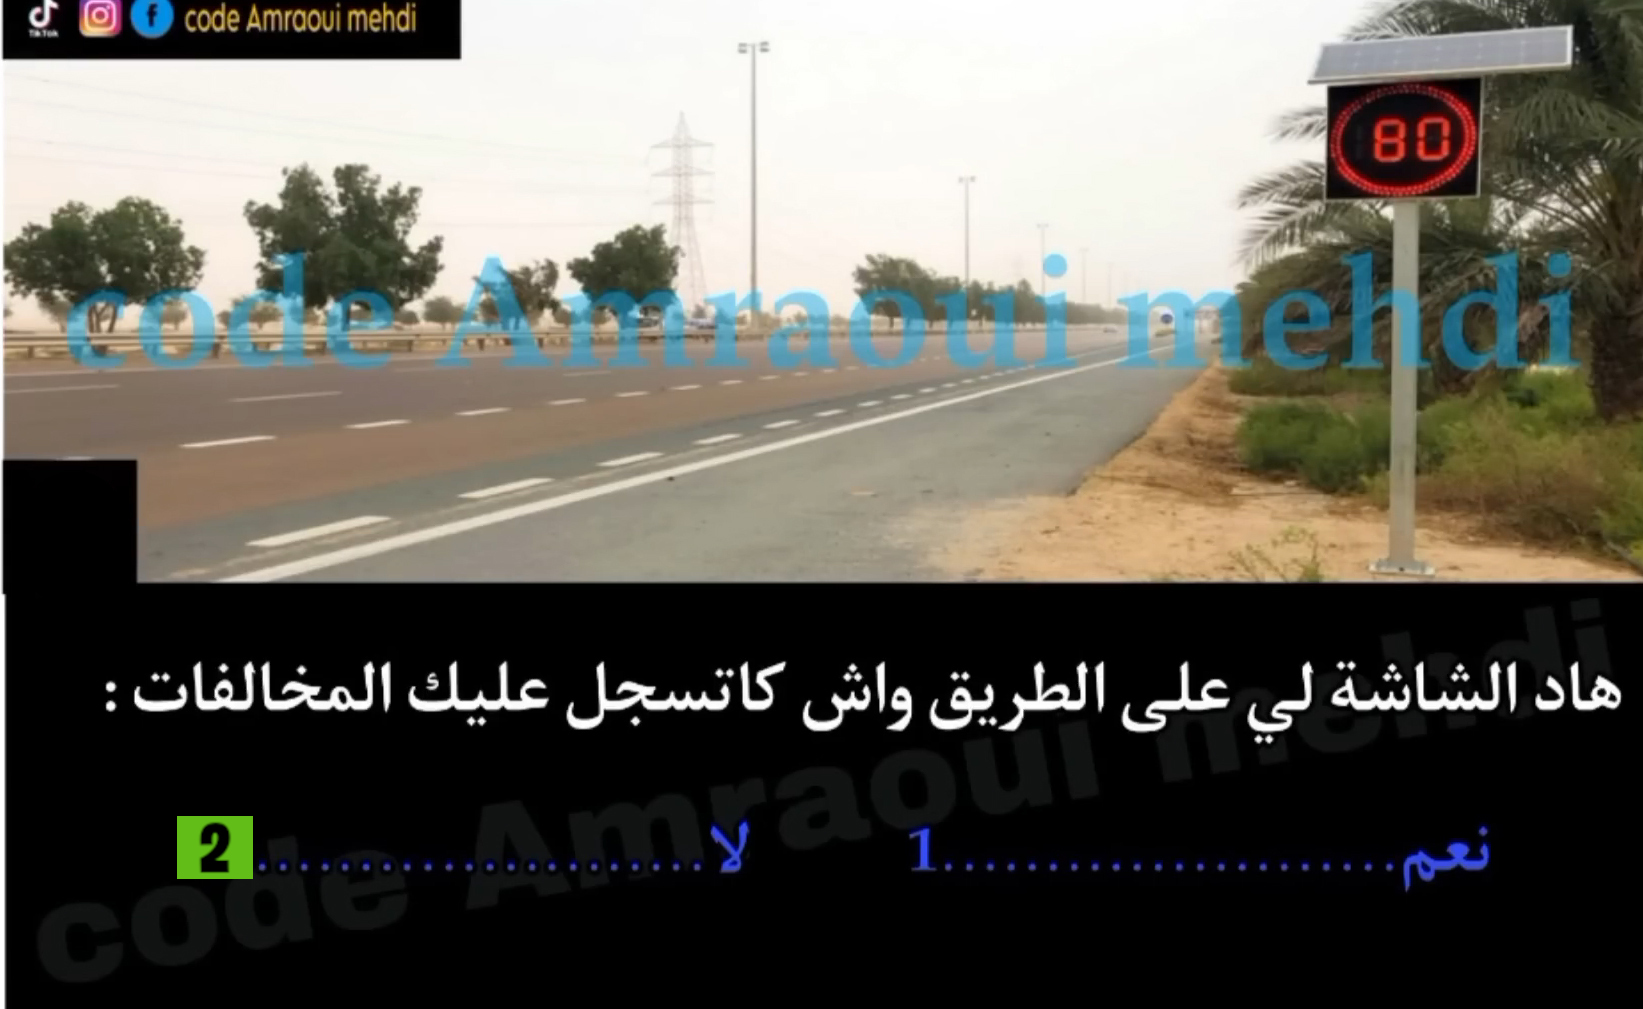 TikTok
code Amraoui mehdi
80
code Amraoui mehdi
هاد الشاشة لي على الطريق واش كاتسجل عليك المخالفات :
نعم......................1 لا......................2
code Amraoui mehdi